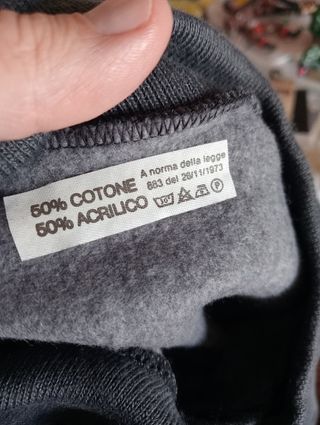 50% COTONE
50% ACRILICO
A norma della legge
883 del 26/11/1973
P